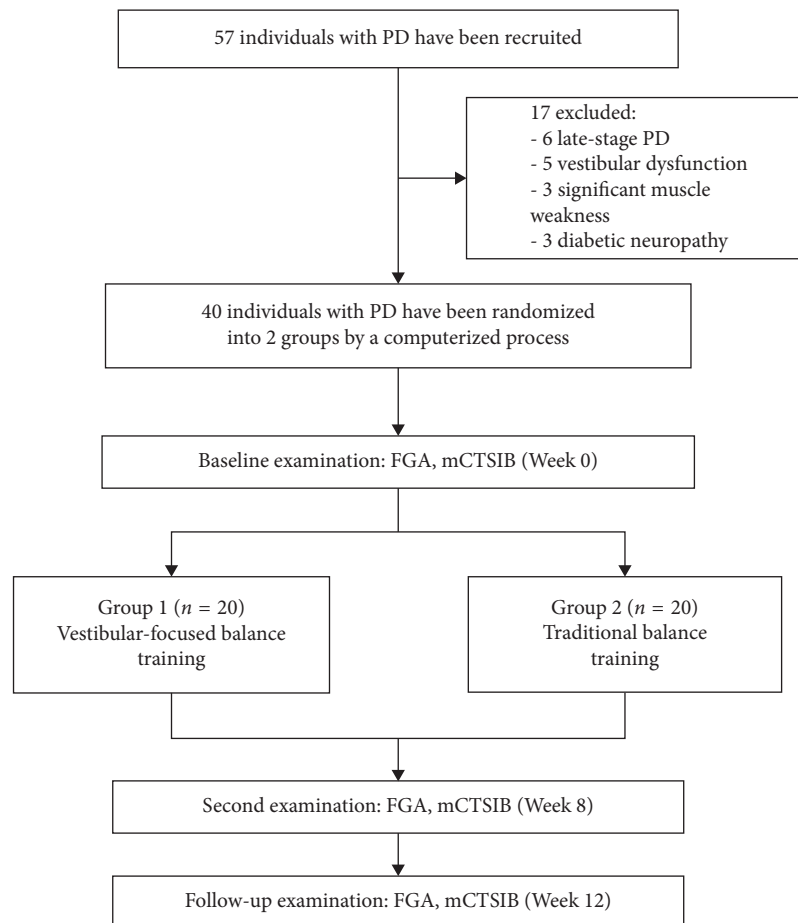 57 individuals with PD have been recruited
17 excluded:
- 6 late-stage PD
- 5 vestibular dysfunction
- 3 significant muscle
weakness
- 3 diabetic neuropathy
40 individuals with PD have been randomized
into 2 groups by a computerized process
Baseline examination: FGA, mCTSIB (Week 0)
Group 1 (n = 20)
Vestibular-focused balance
training
Group 2 (n = 20)
Traditional balance
training
Second examination: FGA, mCTSIB (Week 8)
Follow-up examination: FGA, mCTSIB (Week 12)